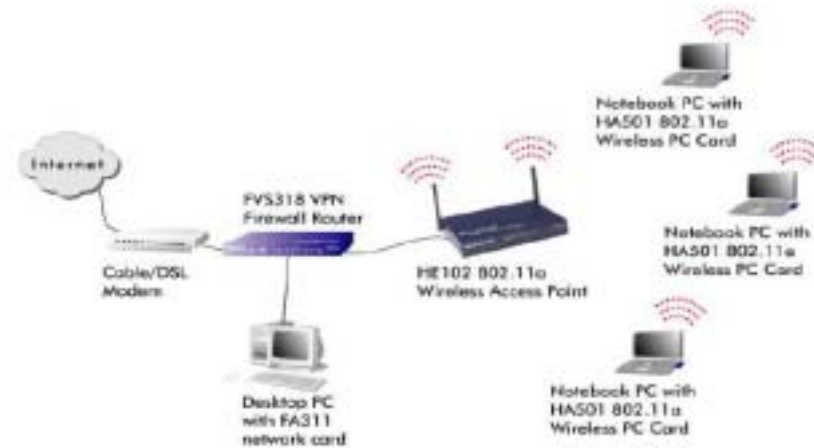 Internet
Cable/DSL
Modem
FVS318 VPN
Firewall Router
Desktop PC
with FA311
network card
HE102 802.11a
Wireless Access Point
Notebook PC with
HA501 802.11a
Wireless PC Card
Notebook PC with
HA501 802.11a
Wireless PC Card
Notebook PC with
HA501 802.11a
Wireless PC Card